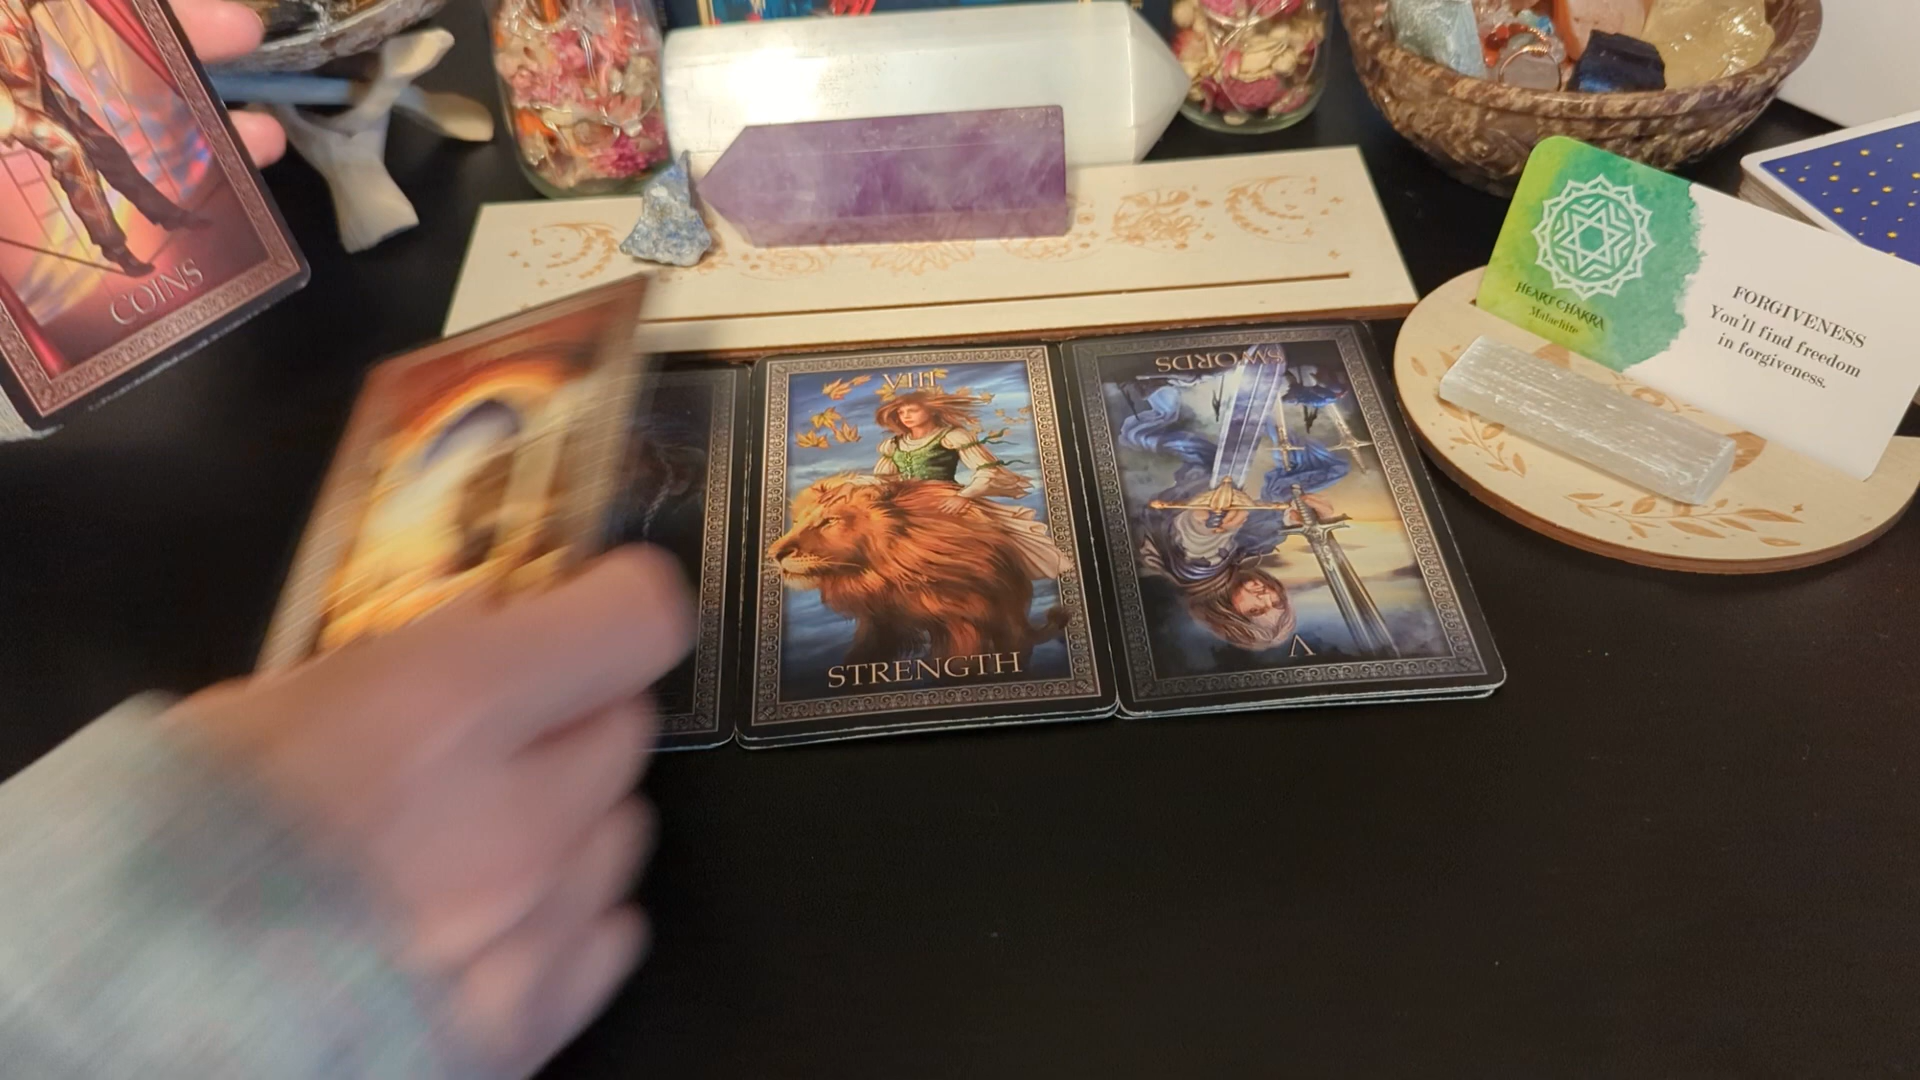 COINS
VIII
STRENGTH
SWORDS
V
HEART CHAKRA
Malachite
FORGIVENESS
You'll find freedom
in forgiveness.